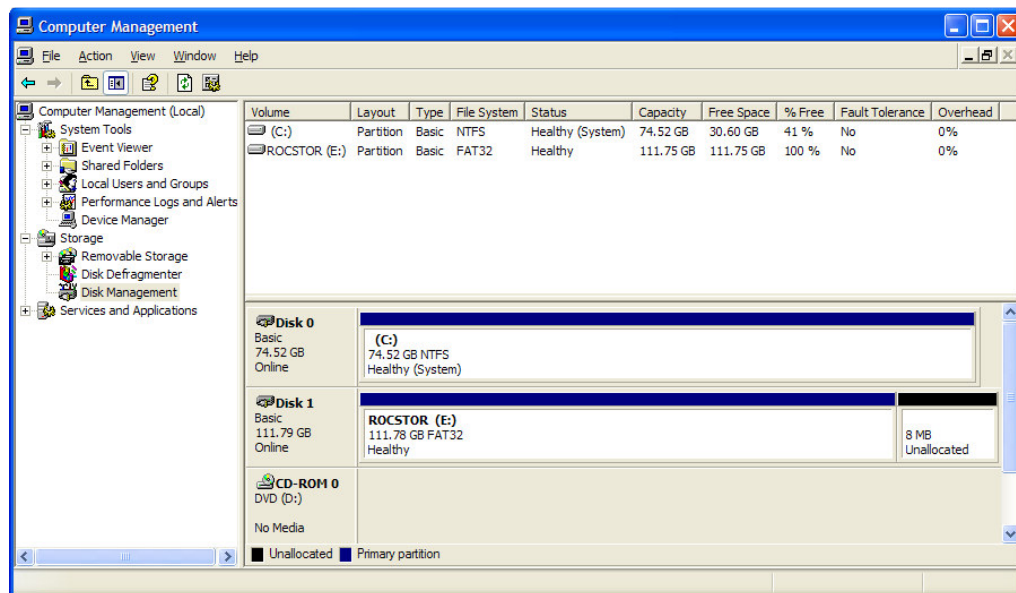 Computer Management
File Action View Window Help
Computer Management (Local)
System Tools
Event Viewer
Shared Folders
Local Users and Groups
Performance Logs and Alerts
Device Manager
Storage
Removable Storage
Disk Defragmenter
Disk Management
Services and Applications
Volume Layout Type File System Status Capacity Free Space % Free Fault Tolerance Overhead
(C:) Partition Basic NTFS Healthy (System) 74.52 GB 30.60 GB 41 % No 0%
ROCSTOR (E:) Partition Basic FAT32 Healthy 111.75 GB 111.75 GB 100 % No 0%
Disk 0
Basic
74.52 GB
Online
(C:)
74.52 GB NTFS
Healthy (System)
Disk 1
Basic
111.79 GB
Online
ROCSTOR (E:)
111.78 GB FAT32
Healthy
8 MB
Unallocated
CD-ROM 0
DVD (D:)
No Media
Unallocated Primary partition